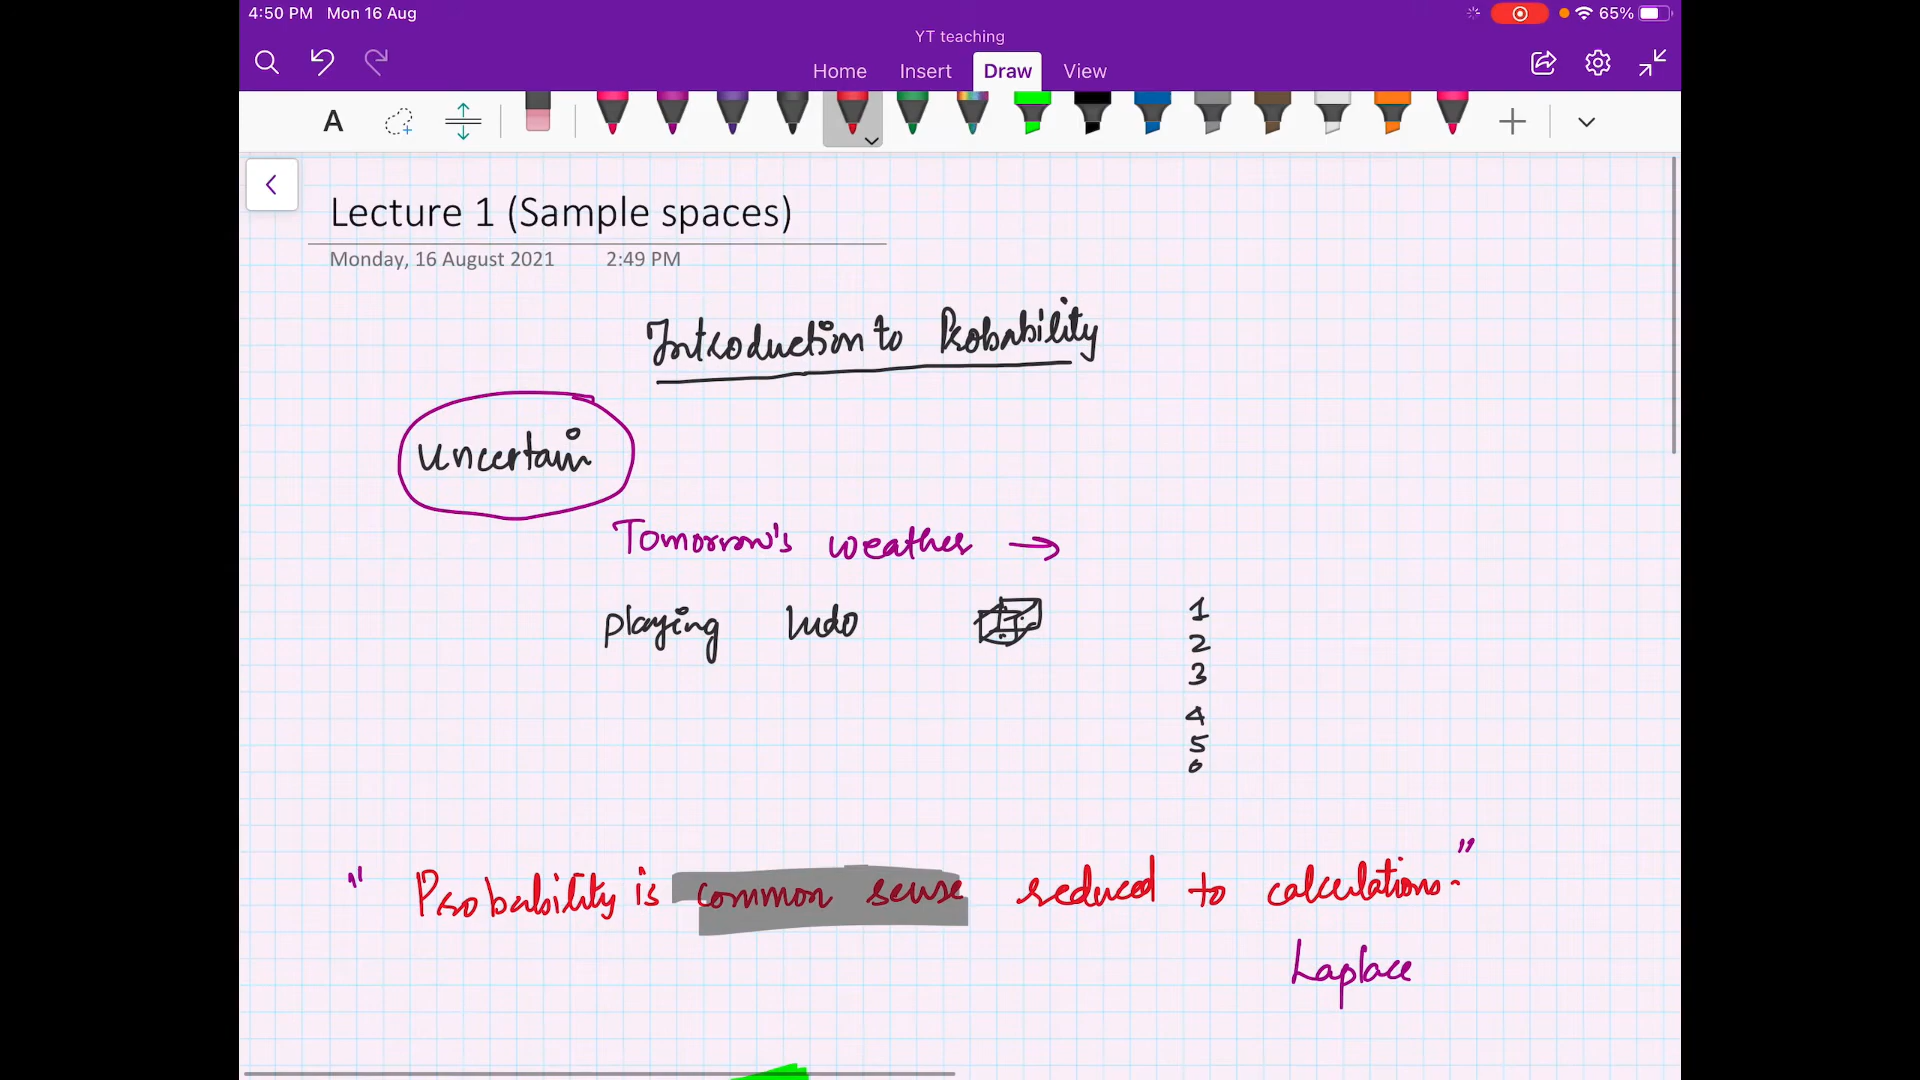 4:50 PM Mon 16 Aug 65%
YT teaching
Home Insert Draw View
A
Lecture 1 (Sample spaces)
Monday, 16 August 2021 2:49 PM
Introduction to Probability
uncertain
Tomorrow's weather →
playing ludo
1
2
3
4
5
6
" Probability is common sense reduced to calculations. "
Laplace